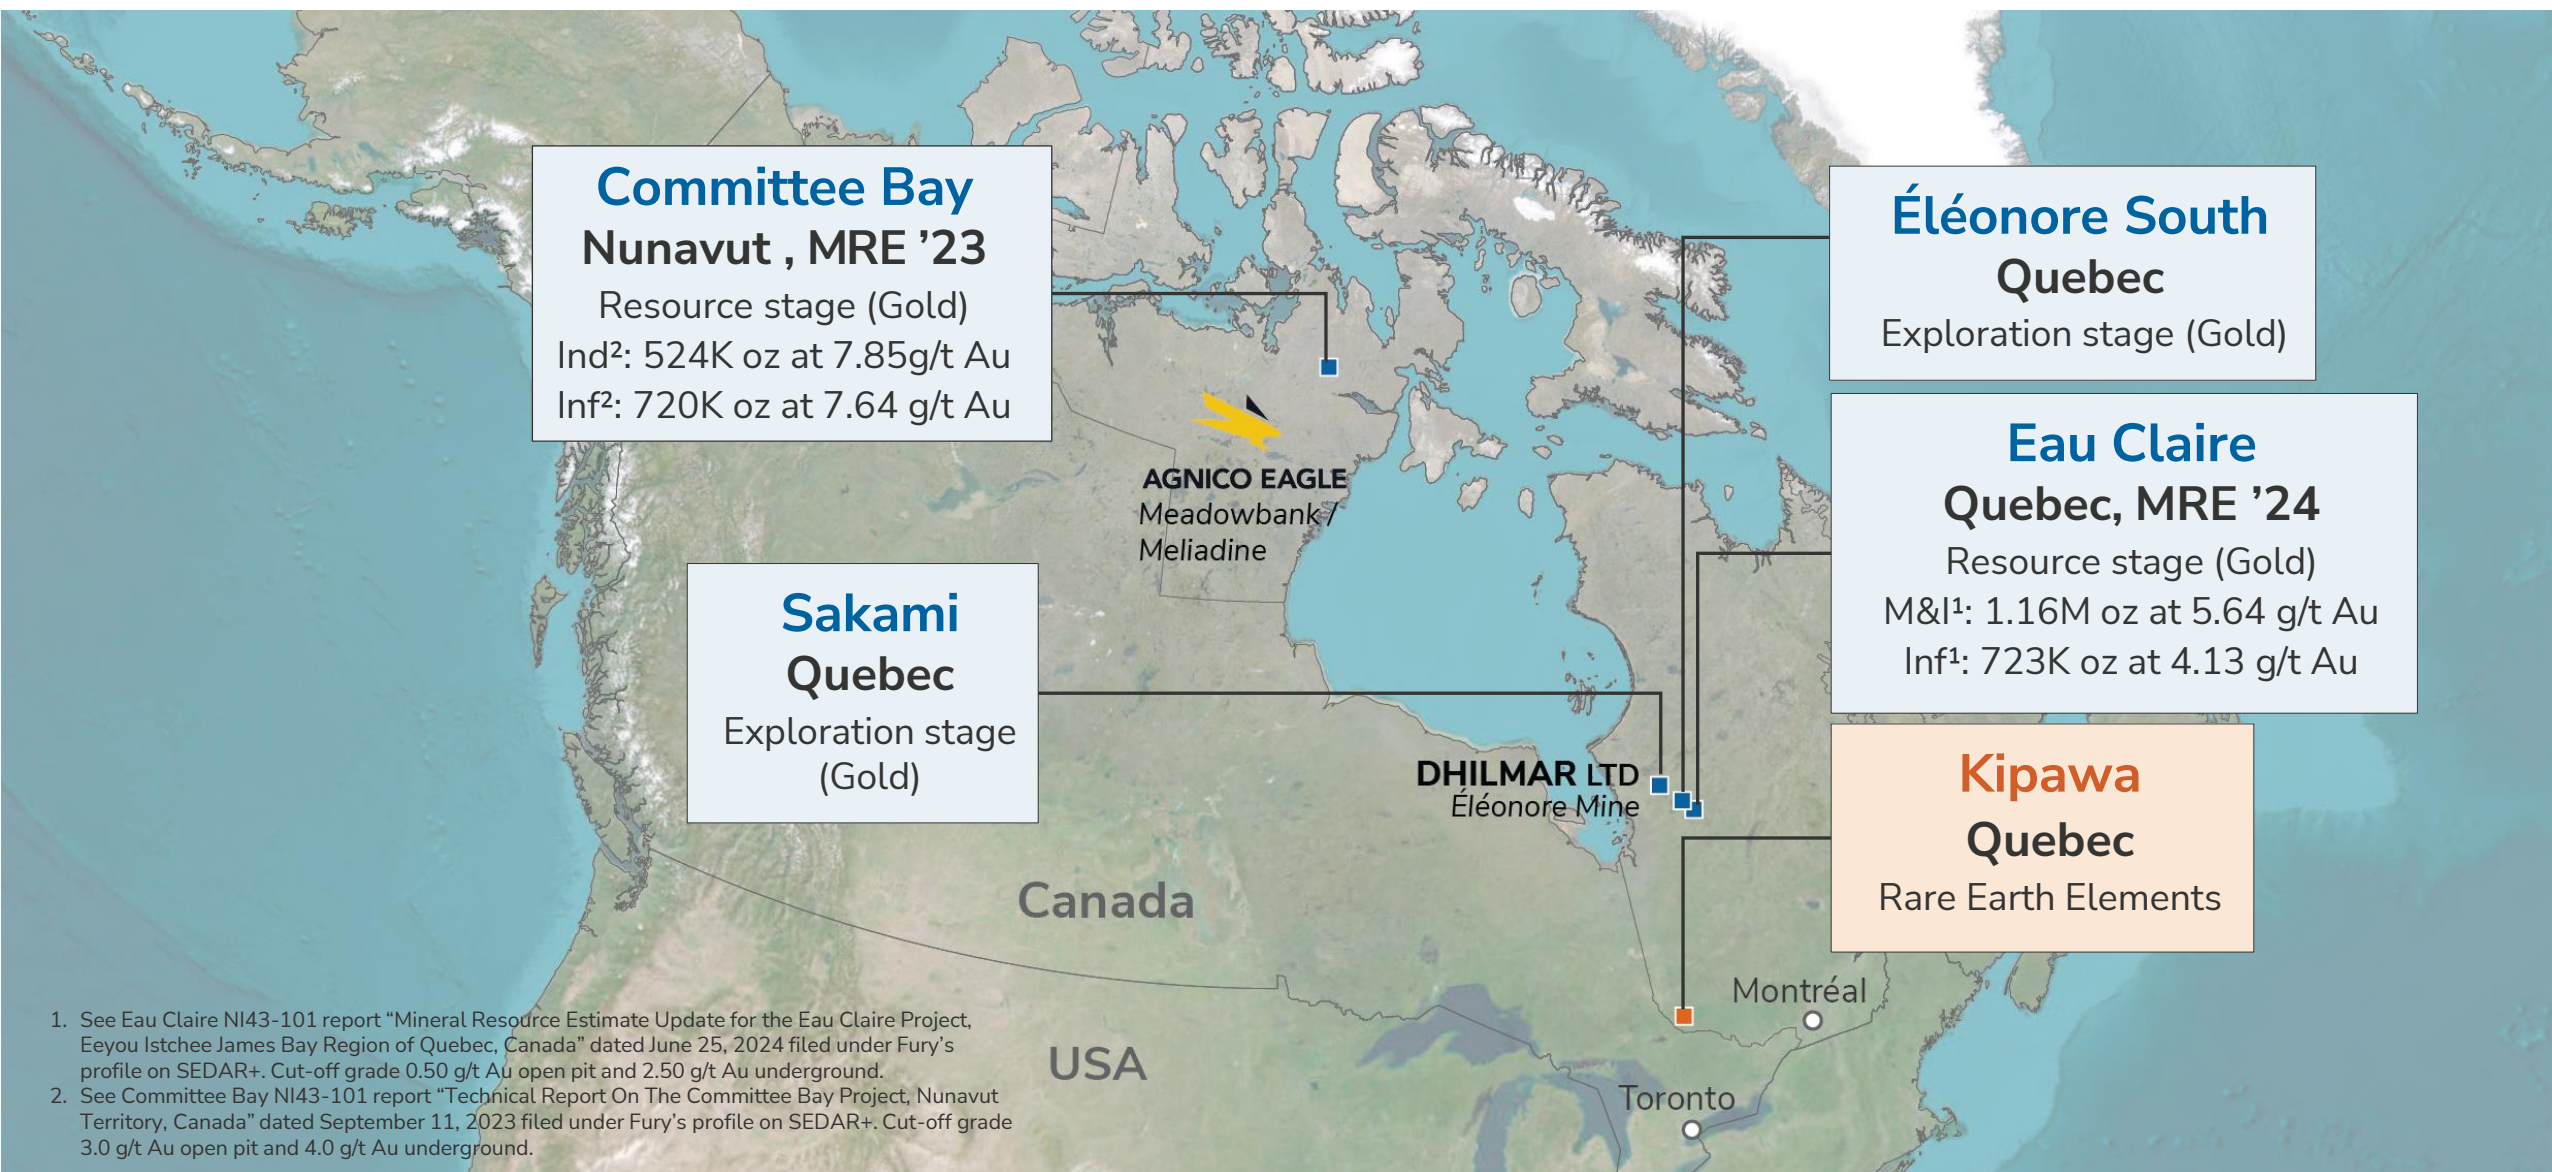 Committee Bay
Nunavut , MRE ’23
Resource stage (Gold)
Ind²: 524K oz at 7.85g/t Au
Inf²: 720K oz at 7.64 g/t Au
Éléonore South
Quebec
Exploration stage (Gold)
Eau Claire
Quebec, MRE ’24
Resource stage (Gold)
M&I¹: 1.16M oz at 5.64 g/t Au
Inf¹: 723K oz at 4.13 g/t Au
AGNICO EAGLE
Meadowbank /
Meliadine
Sakami
Quebec
Exploration stage
(Gold)
DHILMAR LTD
Éléonore Mine
Kipawa
Quebec
Rare Earth Elements
Canada
USA
Montréal
Toronto
1. See Eau Claire NI43-101 report “Mineral Resource Estimate Update for the Eau Claire Project,
Eeyou Istchee James Bay Region of Quebec, Canada” dated June 25, 2024 filed under Fury’s
profile on SEDAR+. Cut-off grade 0.50 g/t Au open pit and 2.50 g/t Au underground.
2. See Committee Bay NI43-101 report “Technical Report On The Committee Bay Project, Nunavut
Territory, Canada” dated September 11, 2023 filed under Fury’s profile on SEDAR+. Cut-off grade
3.0 g/t Au open pit and 4.0 g/t Au underground.